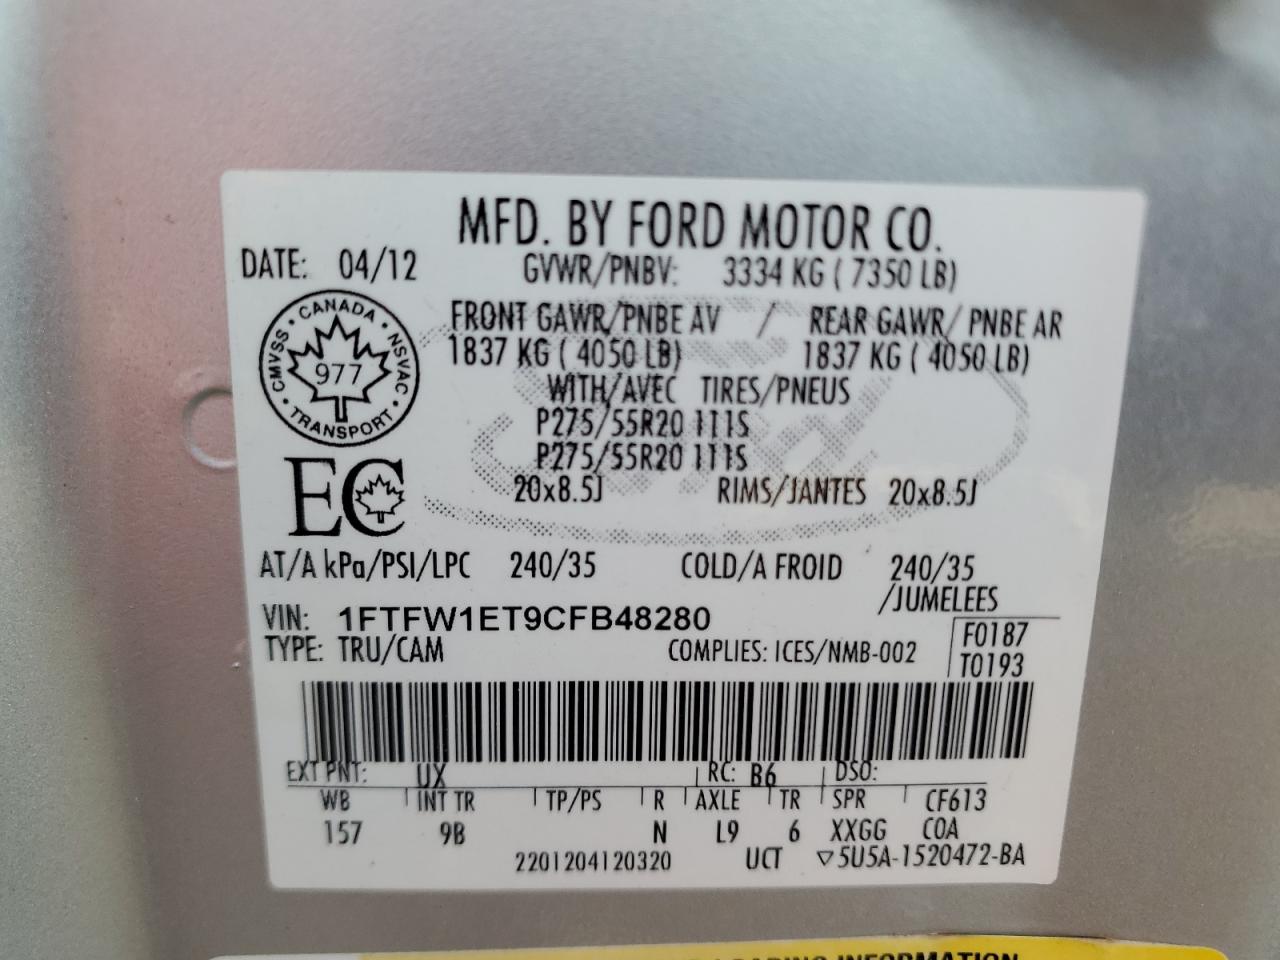 MFD. BY FORD MOTOR CO.
DATE: 04/12 GVWR/PNBV: 3334 KG ( 7350 LB)
CANADA
CMVSS NSVAC
977
TRANSPORT
FRONT GAWR/PNBE AV / REAR GAWR/ PNBE AR
1837 KG ( 4050 LB) 1837 KG ( 4050 LB)
WITH/AVEC TIRES/PNEUS
P275/55R20 111S
P275/55R20 111S
EC
20x8.5J RIMS/JANTES 20x8.5J
AT/A kPa/PSI/LPC 240/35 COLD/A FROID 240/35
/JUMELEES
VIN: 1FTFW1ET9CFB48280 F0187
TYPE: TRU/CAM COMPLIES: ICES/NMB-002 T0193
EXT PNT: UX RC: B6 DSO:
WB INT TR TP/PS R AXLE TR SPR CF613
157 9B N L9 6 XXGG COA
2201204120320 UCT ▽5U5A-1520472-BA
LOADING INFORMATION